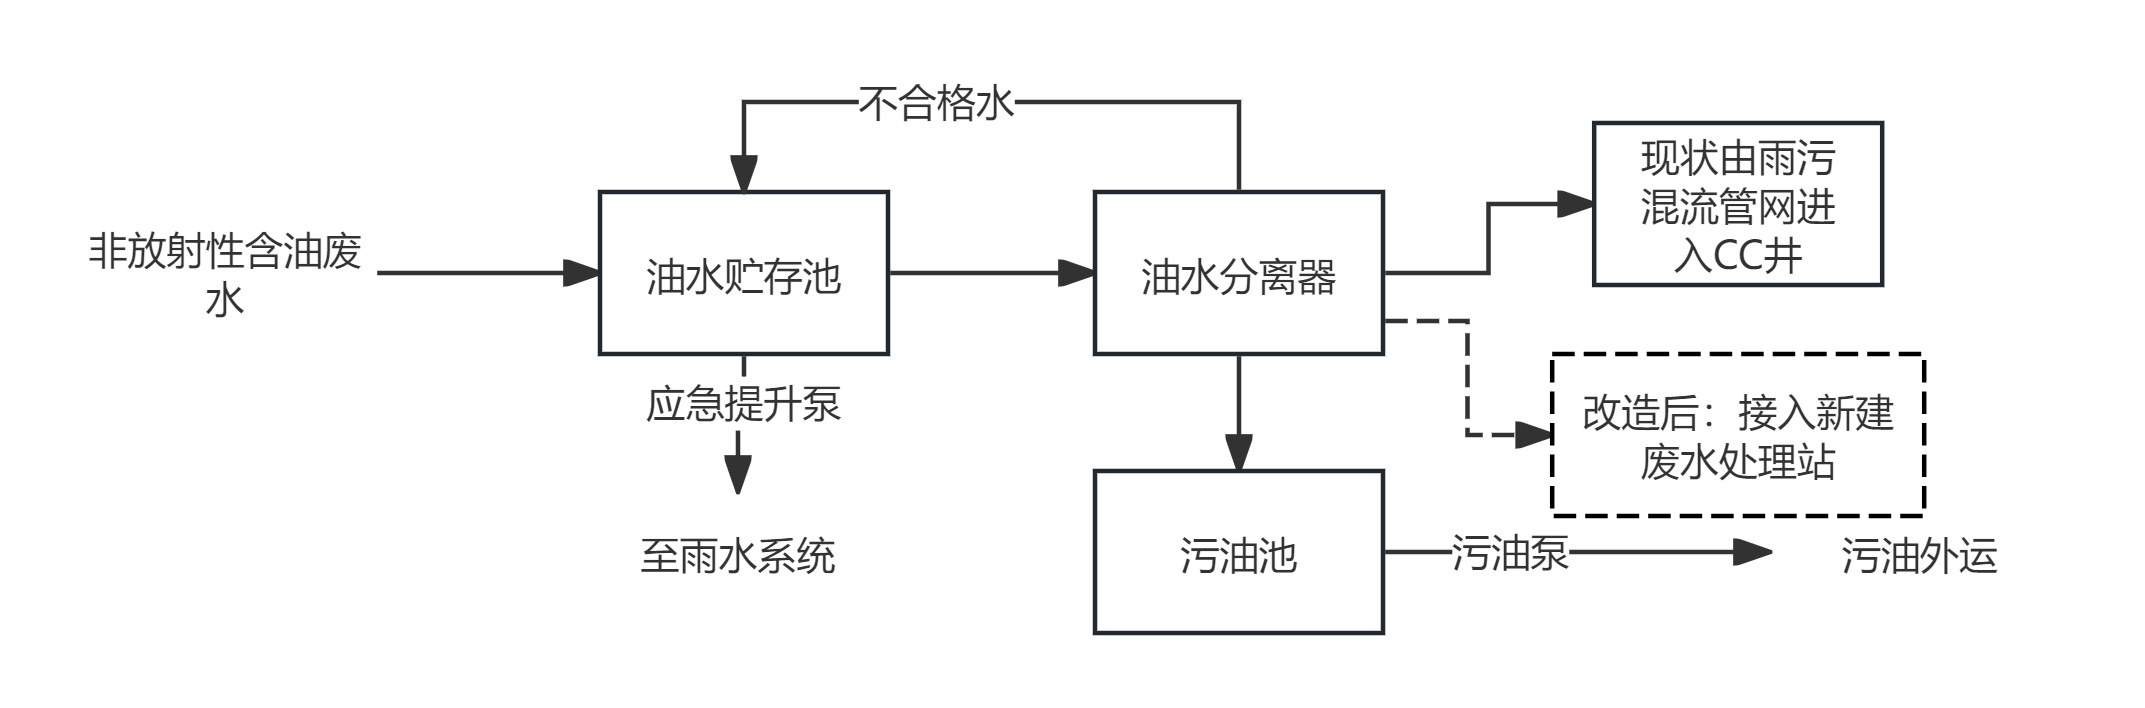 不合格水
现状由雨污
混流管网进
入CC井
非放射性含油废
水
油水贮存池
油水分离器
应急提升泵
改造后：接入新建
废水处理站
至雨水系统
污油池
污油泵
污油外运